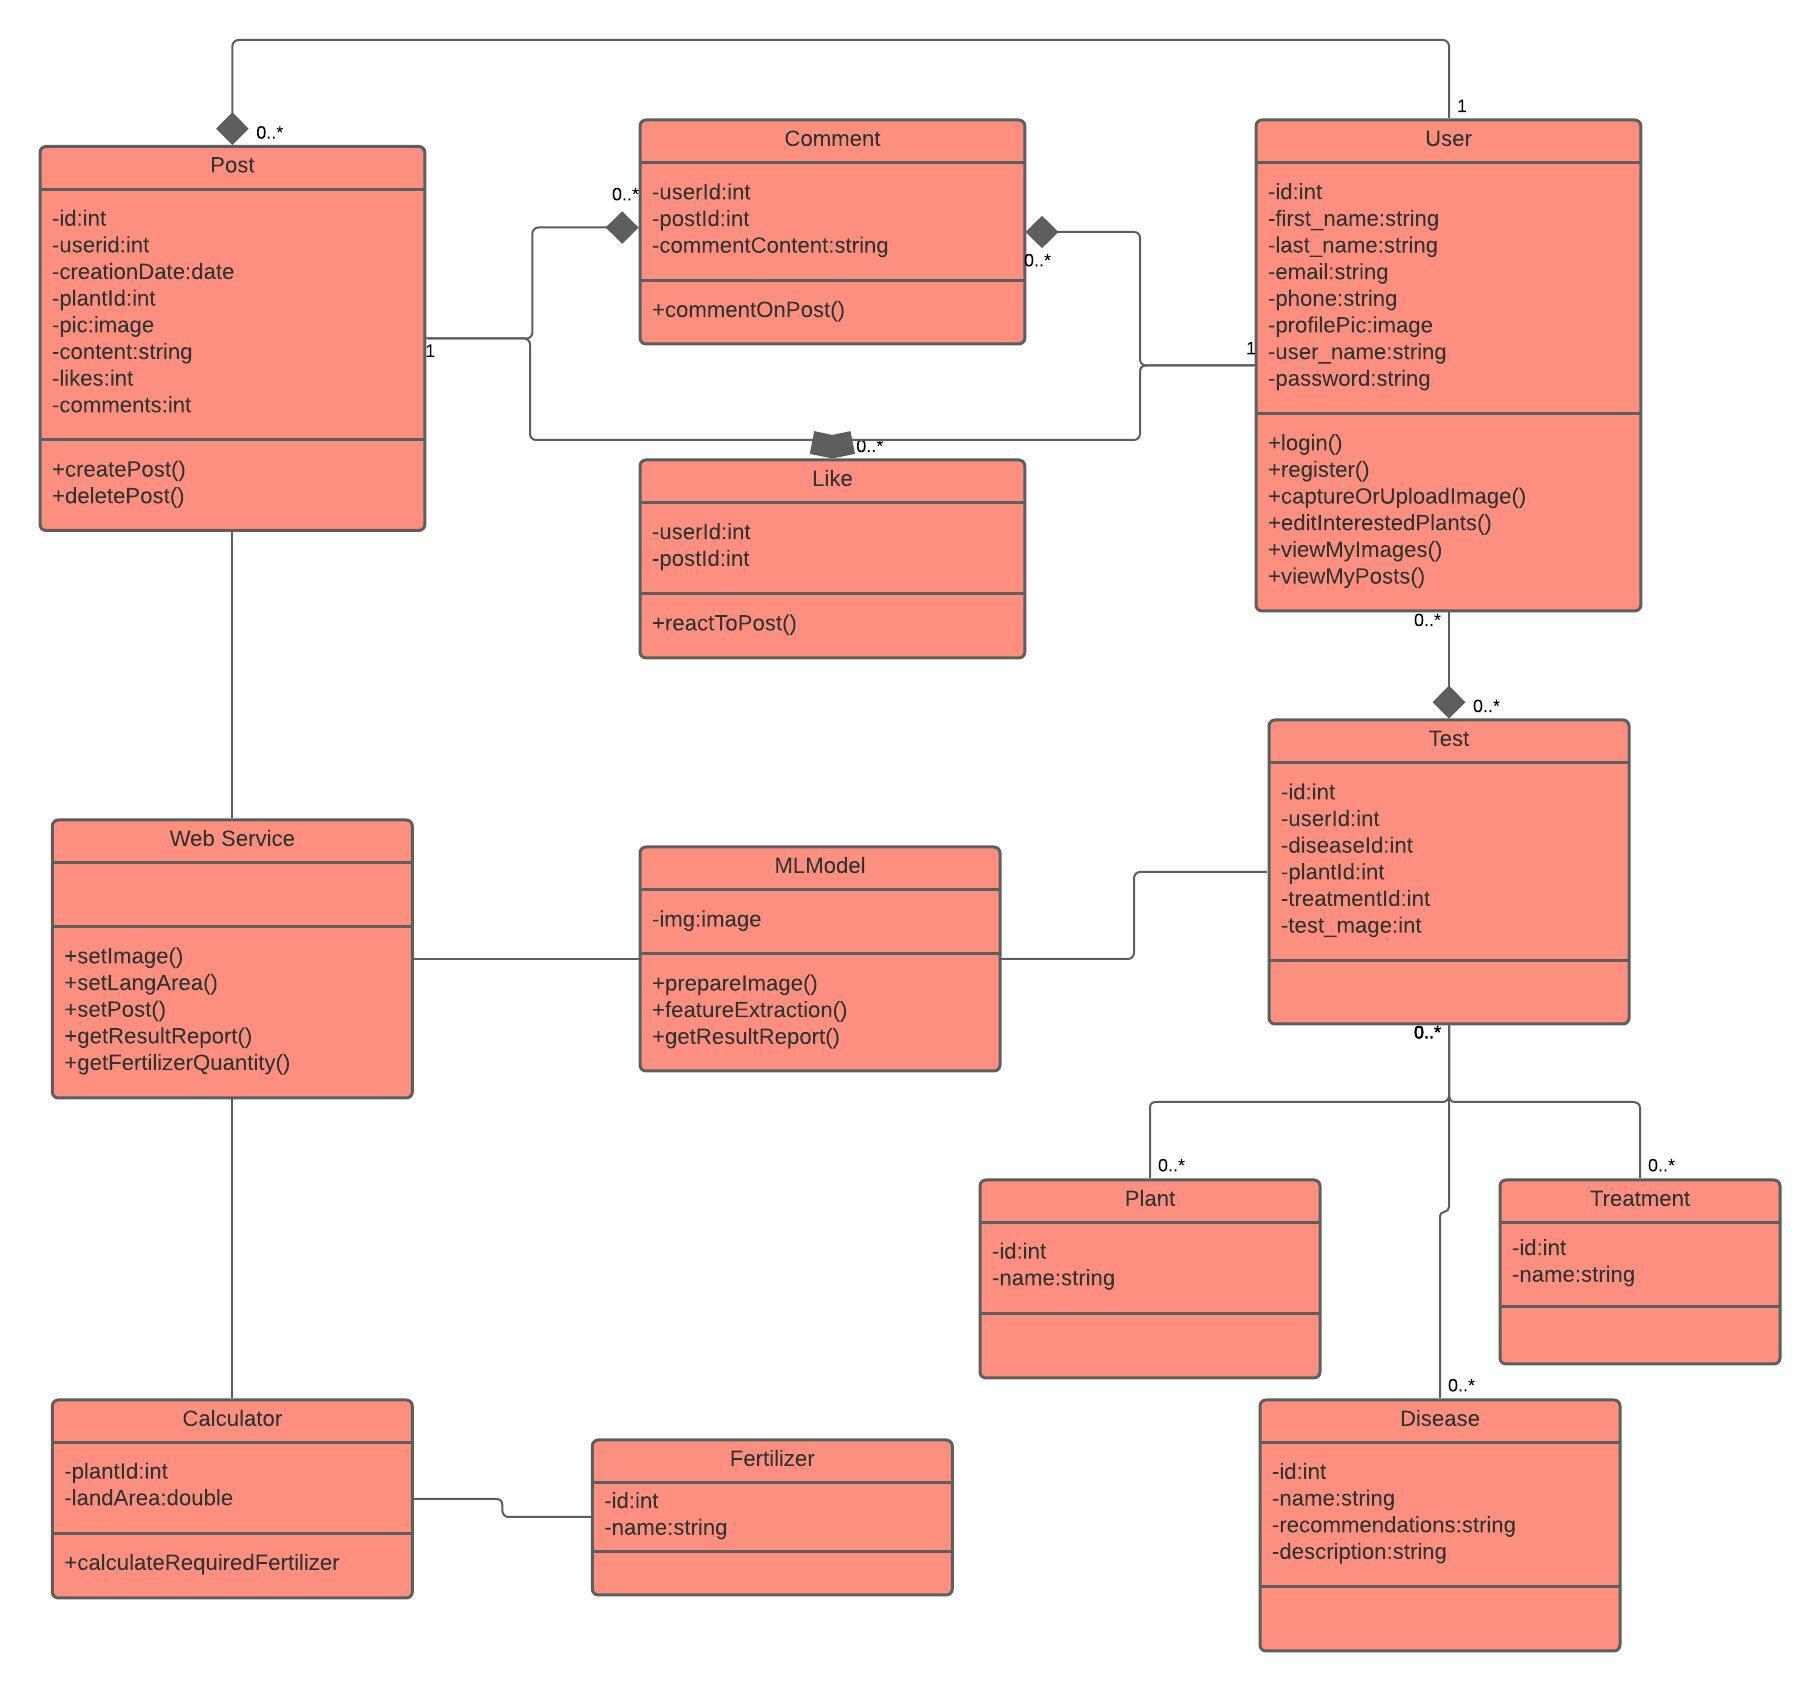 1
0..*
Post
-id:int
-userid:int
-creationDate:date
-plantId:int
-pic:image
-content:string
-likes:int
-comments:int
+createPost()
+deletePost()
1
0..*
Comment
-userId:int
-postId:int
-commentContent:string
+commentOnPost()
0..*
0..*
Like
-userId:int
-postId:int
+reactToPost()
1
User
-id:int
-first_name:string
-last_name:string
-email:string
-phone:string
-profilePic:image
-user_name:string
-password:string
+login()
+register()
+captureOrUploadImage()
+editInterestedPlants()
+viewMyImages()
+viewMyPosts()
0..*
0..*
Test
-id:int
-userId:int
-diseaseId:int
-plantId:int
-treatmentId:int
-test_mage:int
0..*
Web Service
+setImage()
+setLangArea()
+setPost()
+getResultReport()
+getFertilizerQuantity()
MLModel
-img:image
+prepareImage()
+featureExtraction()
+getResultReport()
0..*
Plant
-id:int
-name:string
0..*
Treatment
-id:int
-name:string
0..*
Disease
-id:int
-name:string
-recommendations:string
-description:string
Calculator
-plantId:int
-landArea:double
+calculateRequiredFertilizer
Fertilizer
-id:int
-name:string